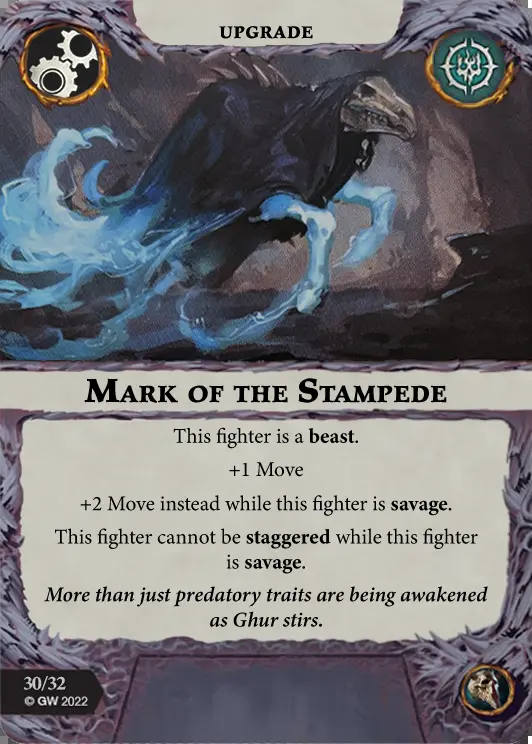 UPGRADE
MARK OF THE STAMPEDE
This fighter is a beast.
+1 Move
+2 Move instead while this fighter is savage.
This fighter cannot be staggered while this fighter
is savage.
More than just predatory traits are being awakened
as Ghur stirs.
30/32
© GW 2022